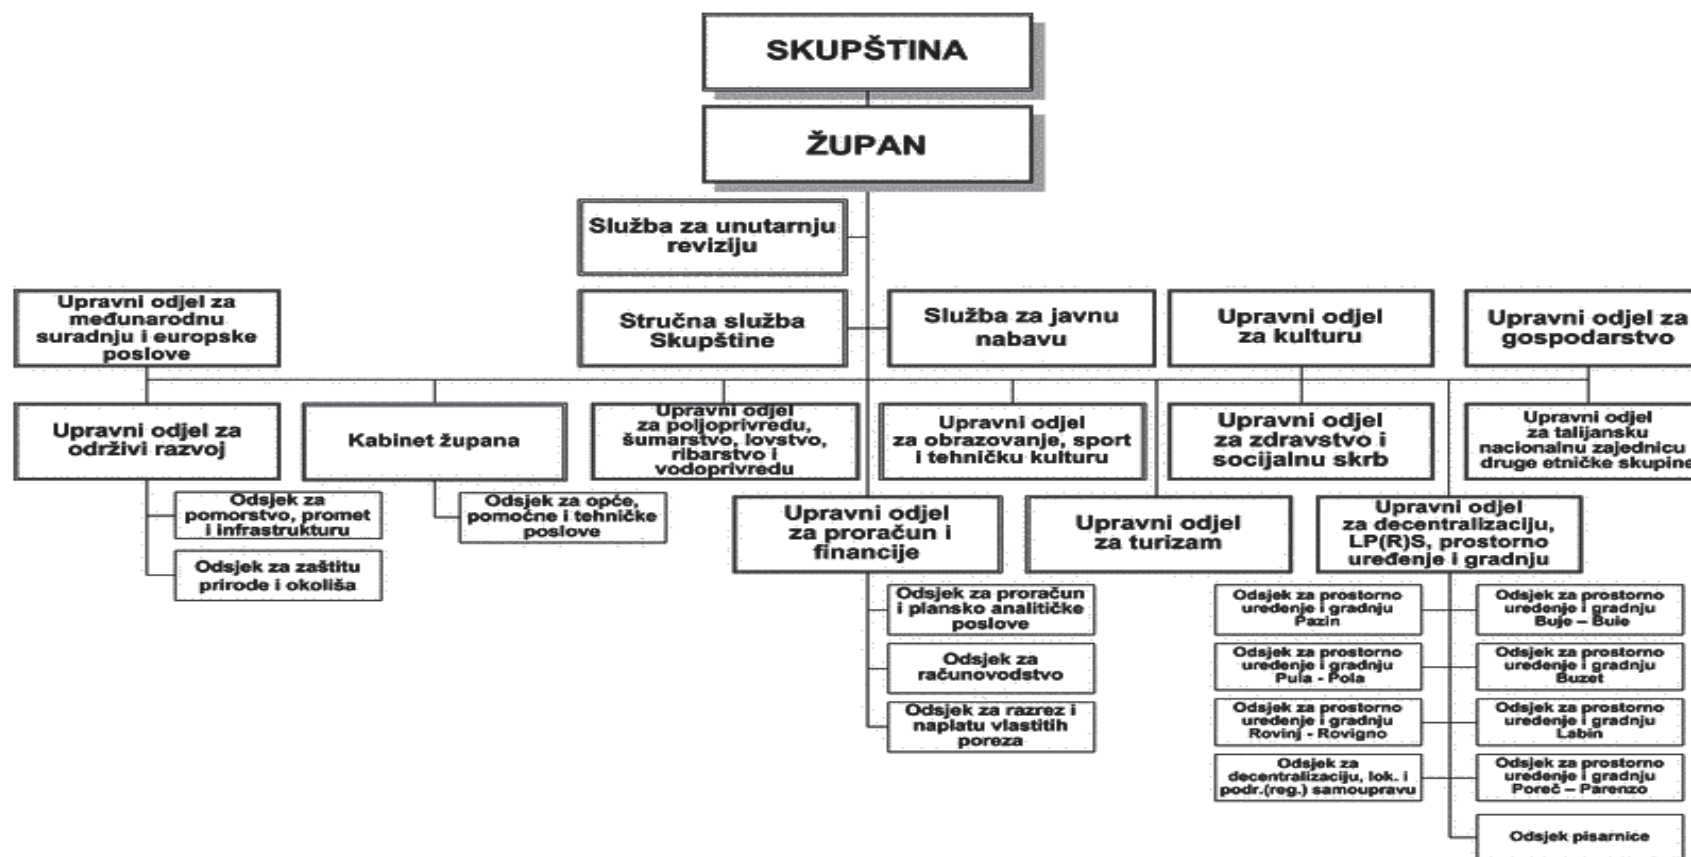 SKUPŠTINA
ŽUPAN
Služba za unutarnju
reviziju
Upravni odjel za
međunarodnu
suradnju i europske
poslove
Stručna služba
Skupštine
Služba za javnu
nabavu
Upravni odjel
za kulturu
Upravni odjel za
gospodarstvo
Upravni odjel za
održivi razvoj
Kabinet župana
Upravni odjel
za poljoprivredu,
šumarstvo, lovstvo,
ribarstvo i
vodoprivredu
Upravni odjel
za obrazovanje, sport
i tehničku kulturu
Upravni odjel
za zdravstvo i
socijalnu skrb
Upravni odjel
za talijansku
nacionalnu zajednicu i
druge etničke skupine
Odsjek za
pomorstvo, promet
i infrastrukturu
Odsjek za zaštitu
prirode i okoliša
Odsjek za opće,
pomoćne i tehničke
poslove
Upravni odjel
za proračun i
financije
Upravni odjel
za turizam
Upravni odjel
za decentralizaciju,
LP(R)S, prostorno
uređenje i gradnju
Odsjek za proračun
i plansko analitičke
poslove
Odsjek za
računovodstvo
Odsjek za razrez i
naplatu vlastitih
poreza
Odsjek za prostorno
uređenje i gradnju
Pazin
Odsjek za prostorno
uređenje i gradnju
Buje – Buie
Odsjek za prostorno
uređenje i gradnju
Pula - Pola
Odsjek za prostorno
uređenje i gradnju
Buzet
Odsjek za prostorno
uređenje i gradnju
Rovinj - Rovigno
Odsjek za prostorno
uređenje i gradnju
Labin
Odsjek za
decentralizaciju, lok. i
podr.(reg.) samoupravu
Odsjek za prostorno
uređenje i gradnju
Poreč – Parenzo
Odsjek pisarnice